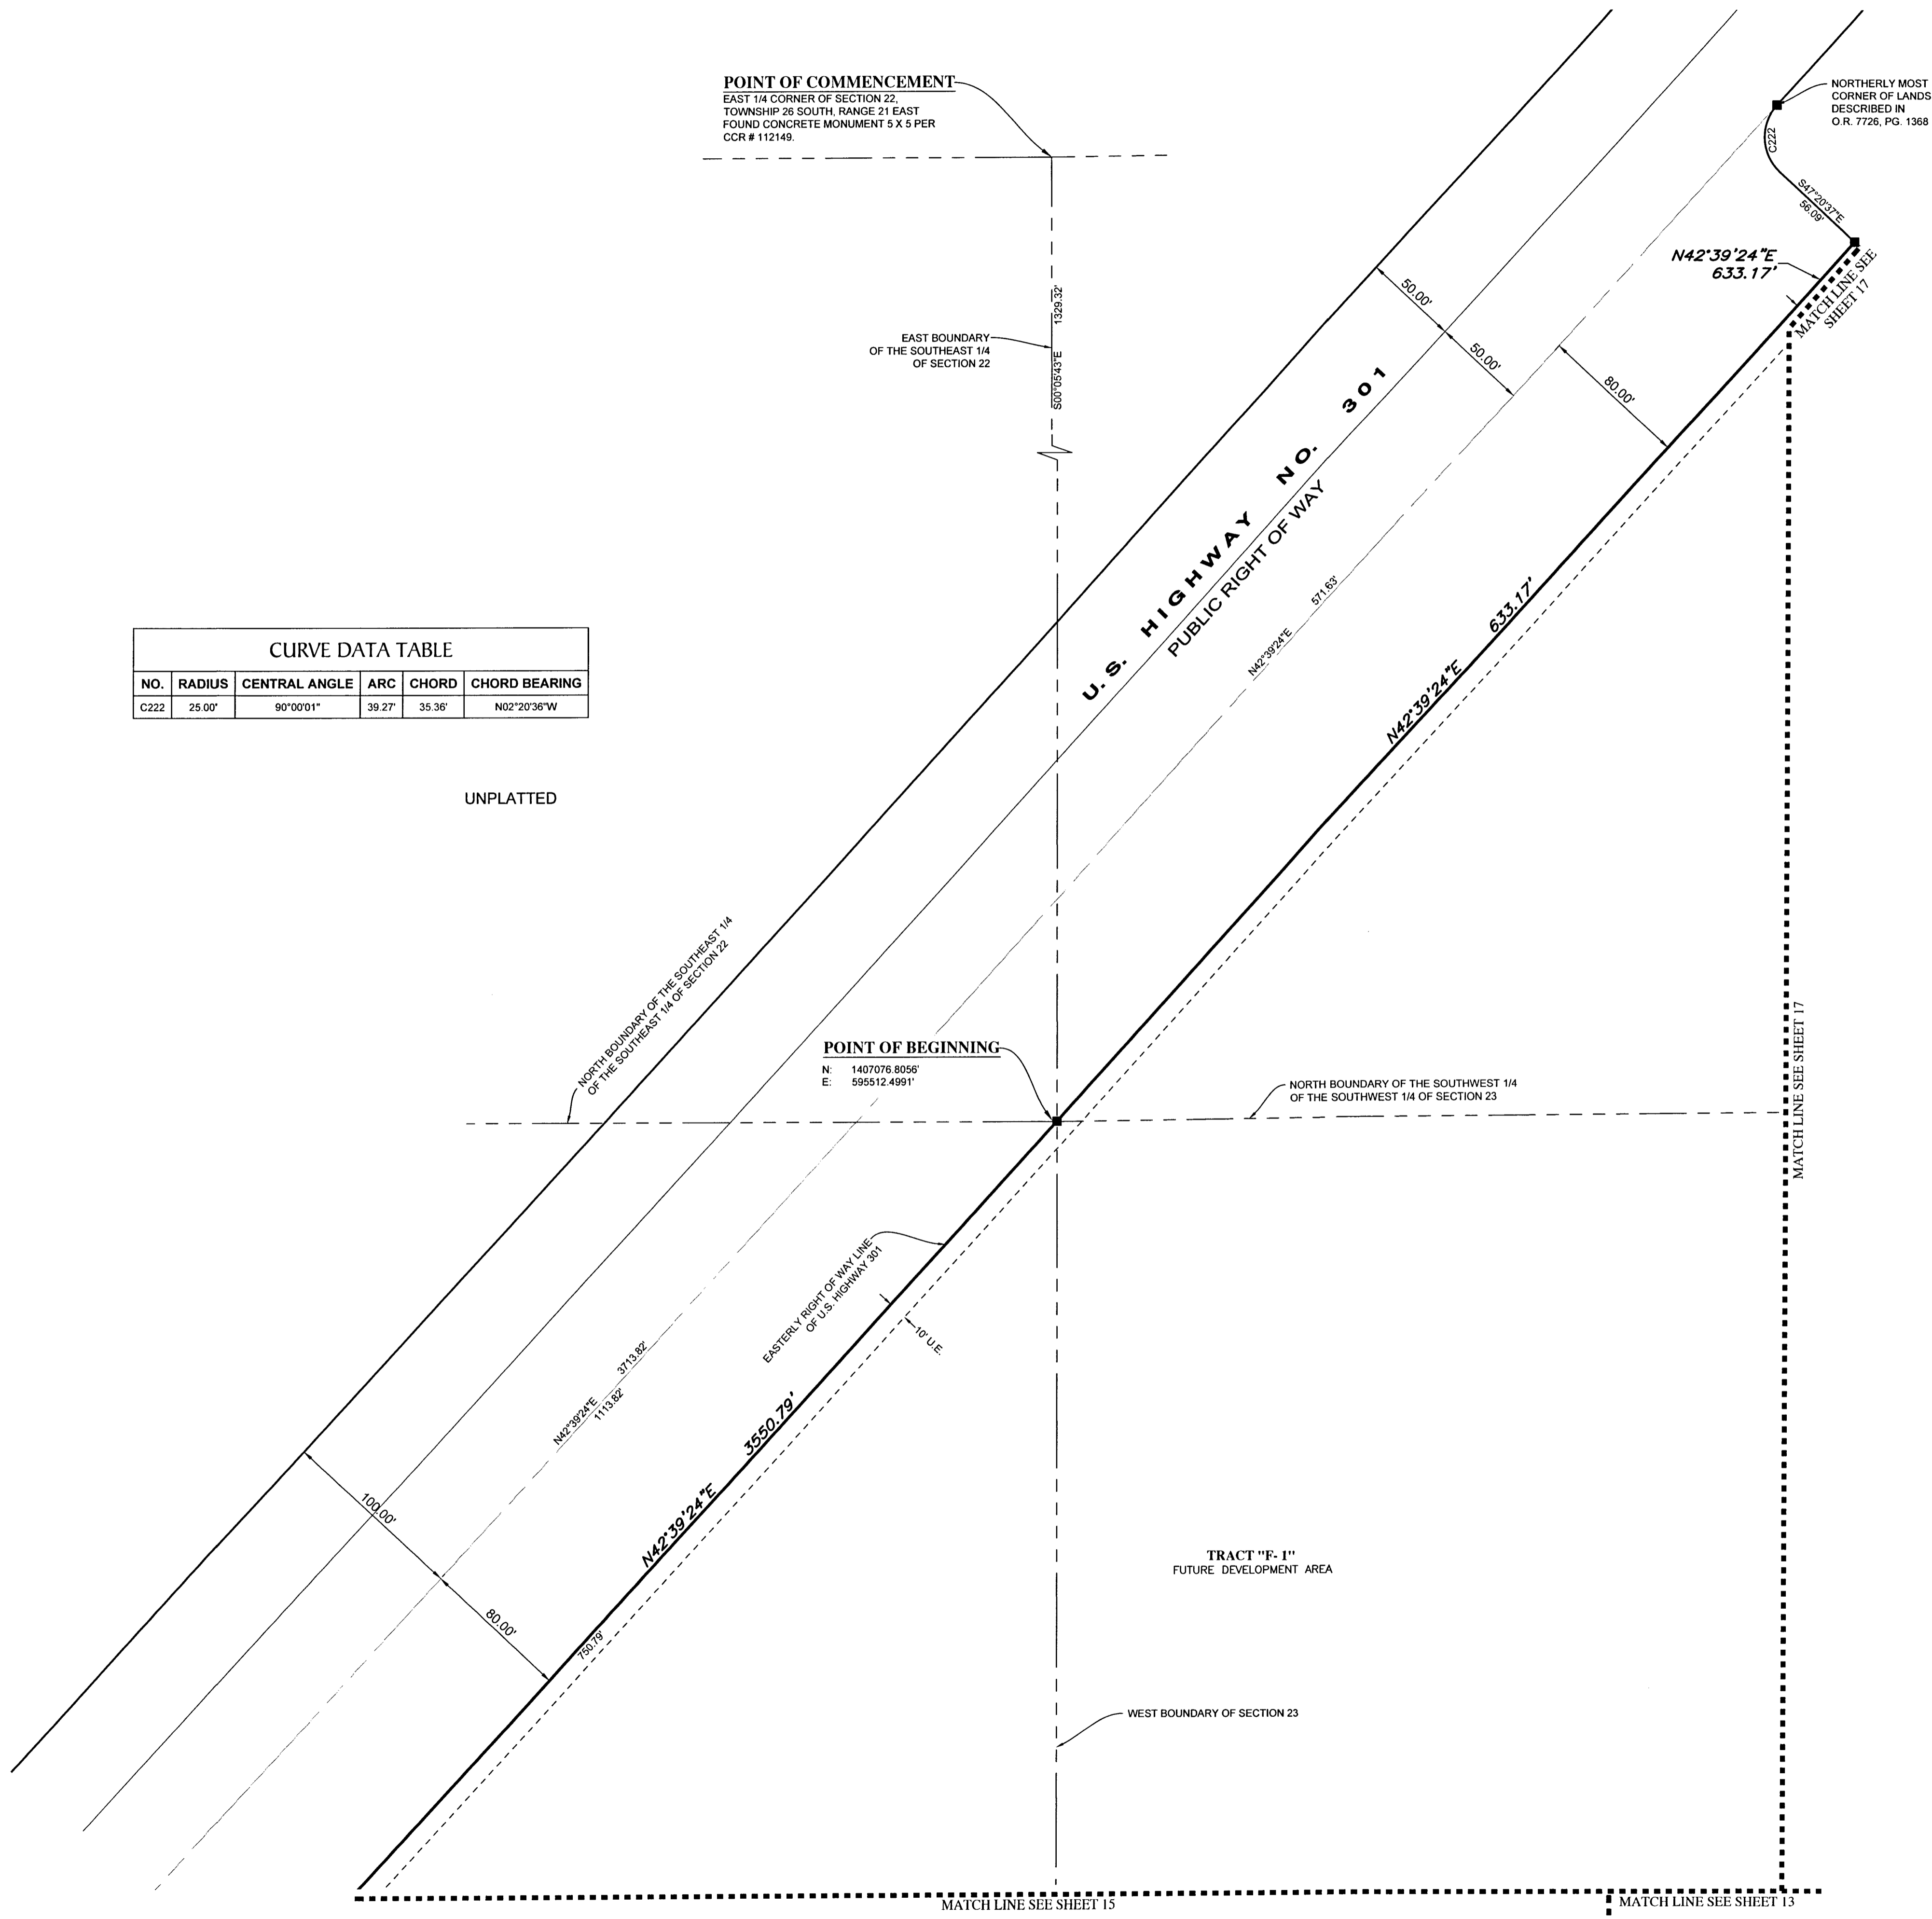 POINT OF COMMENCEMENT
EAST 1/4 CORNER OF SECTION 22,
TOWNSHIP 26 SOUTH, RANGE 21 EAST
FOUND CONCRETE MONUMENT 5 X 5 PER
CCR # 112149.
NORTHERLY MOST
CORNER OF LANDS
DESCRIBED IN
O.R. 7726, PG. 1368
C222
S47°20'37"E
56.09'
N42°39'24"E
633.17'
MATCH LINE SEE
SHEET 17
50.00'
50.00'
80.00'
S00°05'43"E 1329.32'
EAST BOUNDARY
OF THE SOUTHEAST 1/4
OF SECTION 22
U.S. HIGHWAY NO. 301
PUBLIC RIGHT OF WAY
N42°39'24"E 571.63'
N42°39'24"E 633.17'
CURVE DATA TABLE
NO. RADIUS CENTRAL ANGLE ARC CHORD CHORD BEARING
C222 25.00' 90°00'01" 39.27' 35.36' N02°20'36"W
UNPLATTED
NORTH BOUNDARY OF THE SOUTHEAST 1/4
OF THE SOUTHEAST 1/4 OF SECTION 22
POINT OF BEGINNING
N: 1407076.8056'
E: 595512.4991'
NORTH BOUNDARY OF THE SOUTHWEST 1/4
OF THE SOUTHWEST 1/4 OF SECTION 23
MATCH LINE SEE SHEET 17
EASTERLY RIGHT OF WAY LINE
OF U.S. HIGHWAY 301
10' U.E.
N42°39'24"E 3713.82'
1113.82'
N42°39'24"E 3550.79'
100.00'
80.00'
750.79'
TRACT "F-1"
FUTURE DEVELOPMENT AREA
WEST BOUNDARY OF SECTION 23
MATCH LINE SEE SHEET 15
MATCH LINE SEE SHEET 13